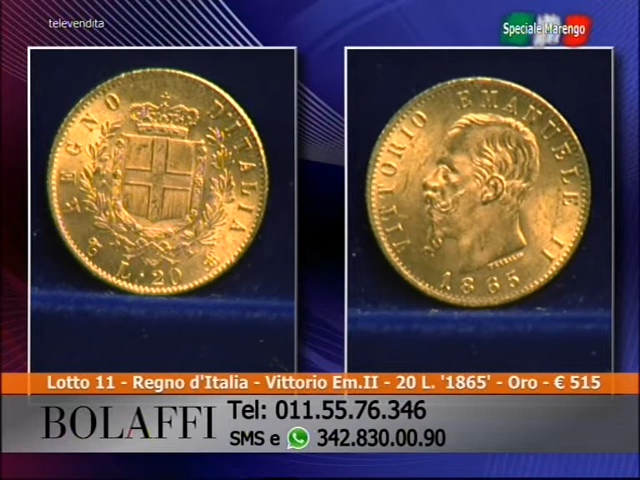 televendita
Speciale Marengo
REGNO D'ITALIA
L · 20
VITTORIO EMANUELE II
1865
Lotto 11 - Regno d'Italia - Vittorio Em.II - 20 L. '1865' - Oro - € 515
BOLAFFI
Tel: 011.55.76.346
SMS e 342.830.00.90